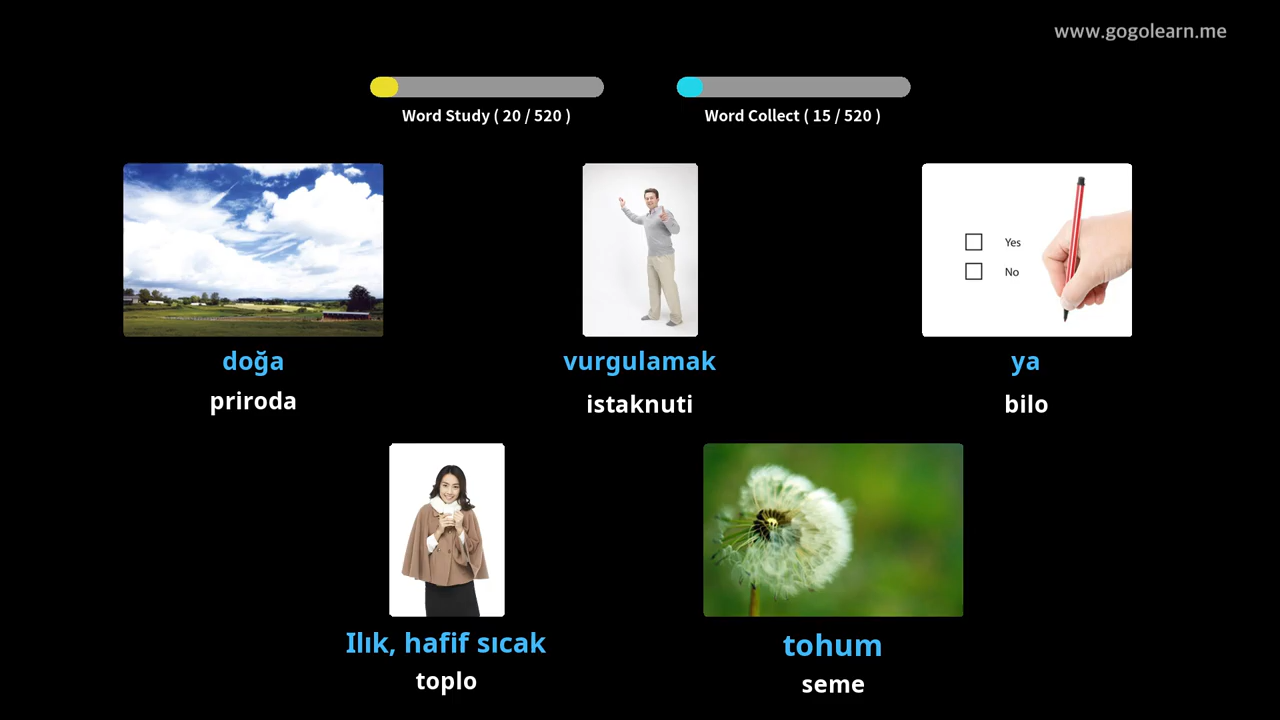 www.gogolearn.me
Word Study ( 20 / 520 )
Word Collect ( 15 / 520 )
Yes
No
doğa
priroda
vurgulamak
istaknuti
ya
bilo
Ilık, hafif sıcak
toplo
tohum
seme